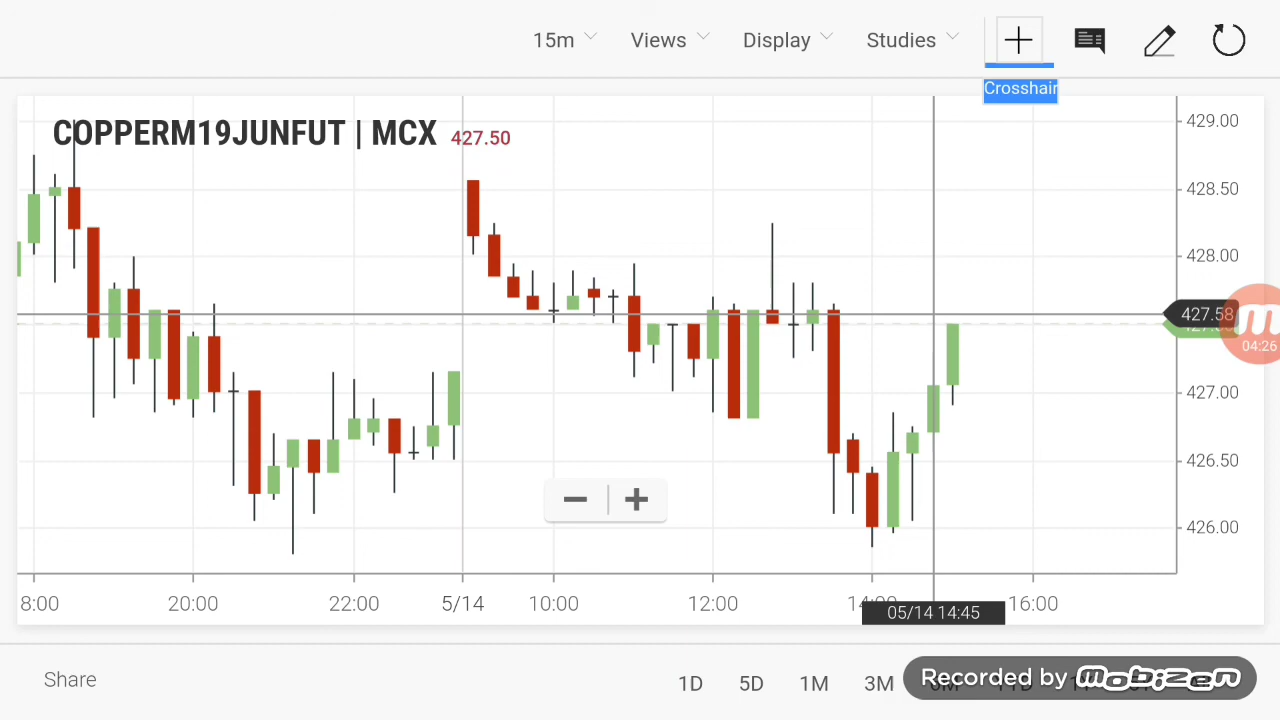 15m Views Display Studies
Crosshair
COPPERM19JUNFUT | MCX 427.50
429.00
428.50
428.00
427.58
04:26
427.00
426.50
426.00
8:00 20:00 22:00 5/14 10:00 12:00 14:00 16:00
05/14 14:45
Share 1D 5D 1M 3M
Recorded by mobizen